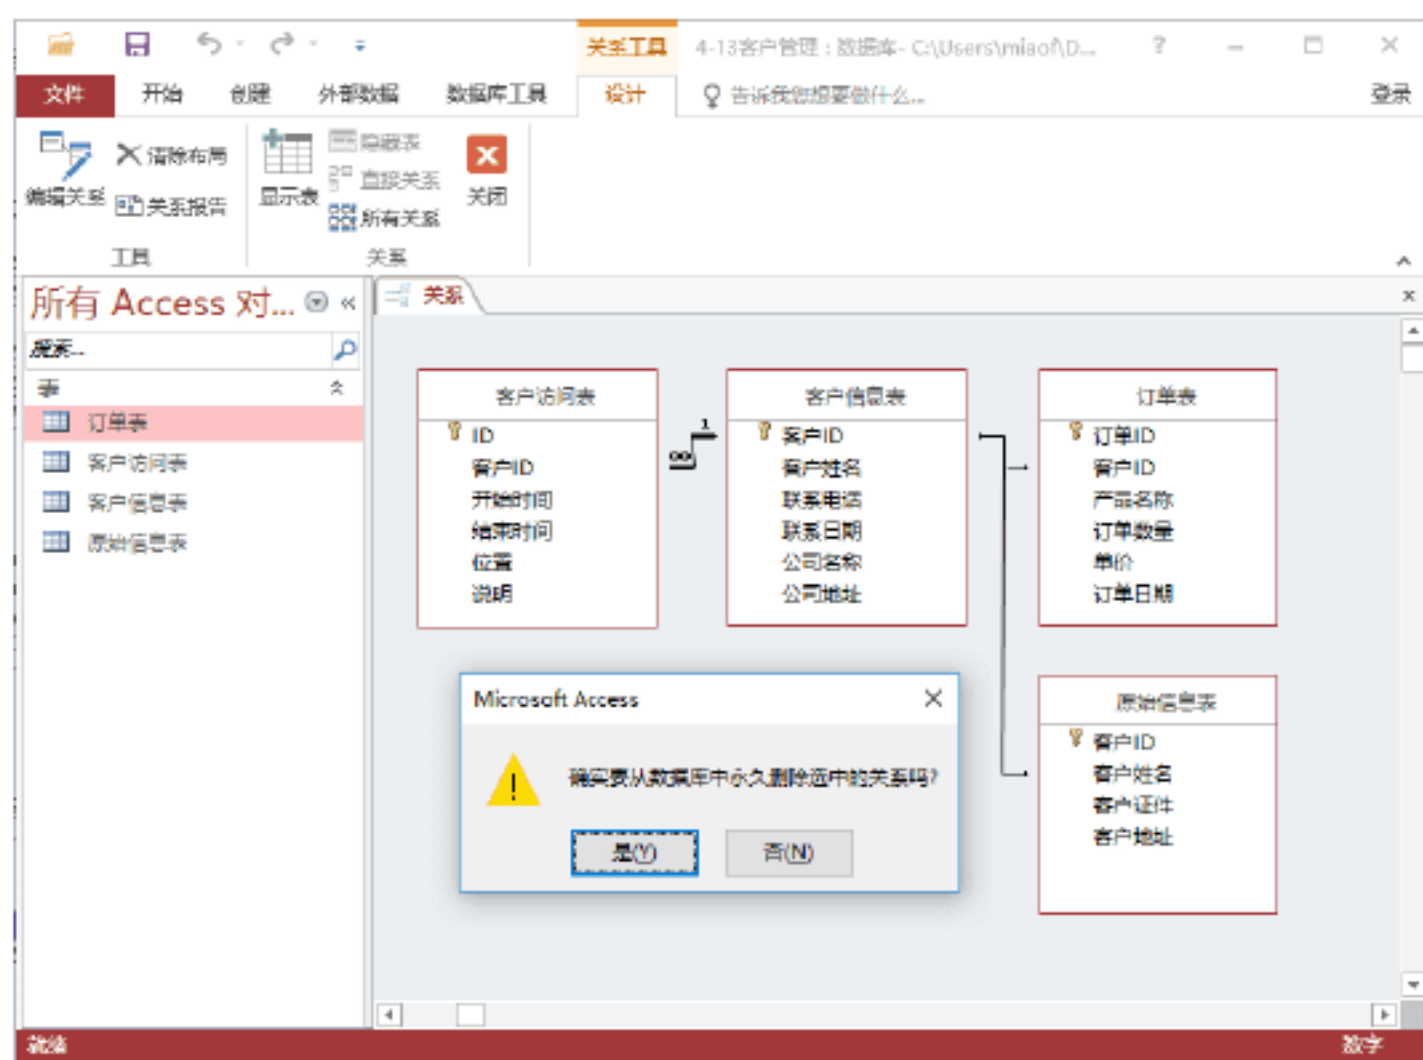 关系工具
4-13客户管理：数据库- C:\Users\miaof\D...
?
文件 开始 创建 外部数据 数据库工具 设计 告诉我您想要做什么... 登录
编辑关系
清除布局
关系报告
工具
显示表
隐藏表
直接关系
所有关系
关闭
关系
所有 Access 对...
搜索...
表
订单表
客户访问表
客户信息表
原始信息表
关系
客户访问表
ID
客户ID
开始时间
结束时间
位置
说明
∞
1
客户信息表
客户ID
客户姓名
联系电话
联系日期
公司名称
公司地址
订单表
订单ID
客户ID
产品名称
订单数量
单价
订单日期
原始信息表
客户ID
客户姓名
客户证件
客户地址
Microsoft Access
确实要从数据库中永久删除选中的关系吗?
是(Y)
否(N)
就绪
数字